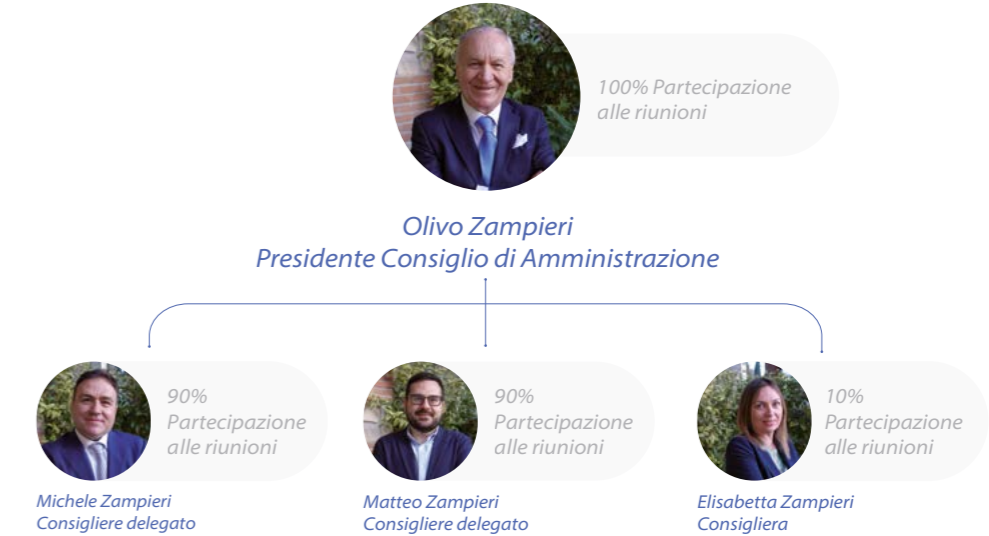 100% Partecipazione
alle riunioni
Olivo Zampieri
Presidente Consiglio di Amministrazione
90%
Partecipazione
alle riunioni
Michele Zampieri
Consigliere delegato
90%
Partecipazione
alle riunioni
Matteo Zampieri
Consigliere delegato
10%
Partecipazione
alle riunioni
Elisabetta Zampieri
Consigliera